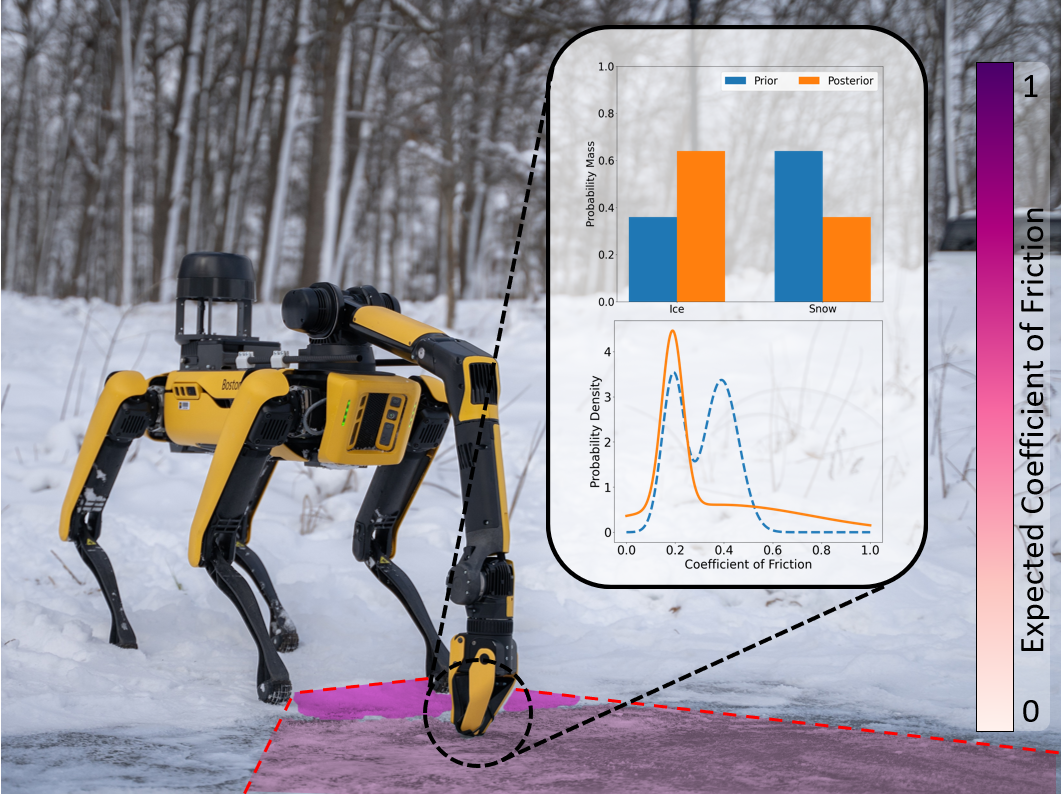 1.0
Prior
Posterior
0.8
0.6
0.4
0.2
0.0
Probability Mass
Ice
Snow
4
3
2
1
0
Probability Density
0.0 0.2 0.4 0.6 0.8 1.0
Coefficient of Friction
1
Expected Coefficient of Friction
0
Bosto